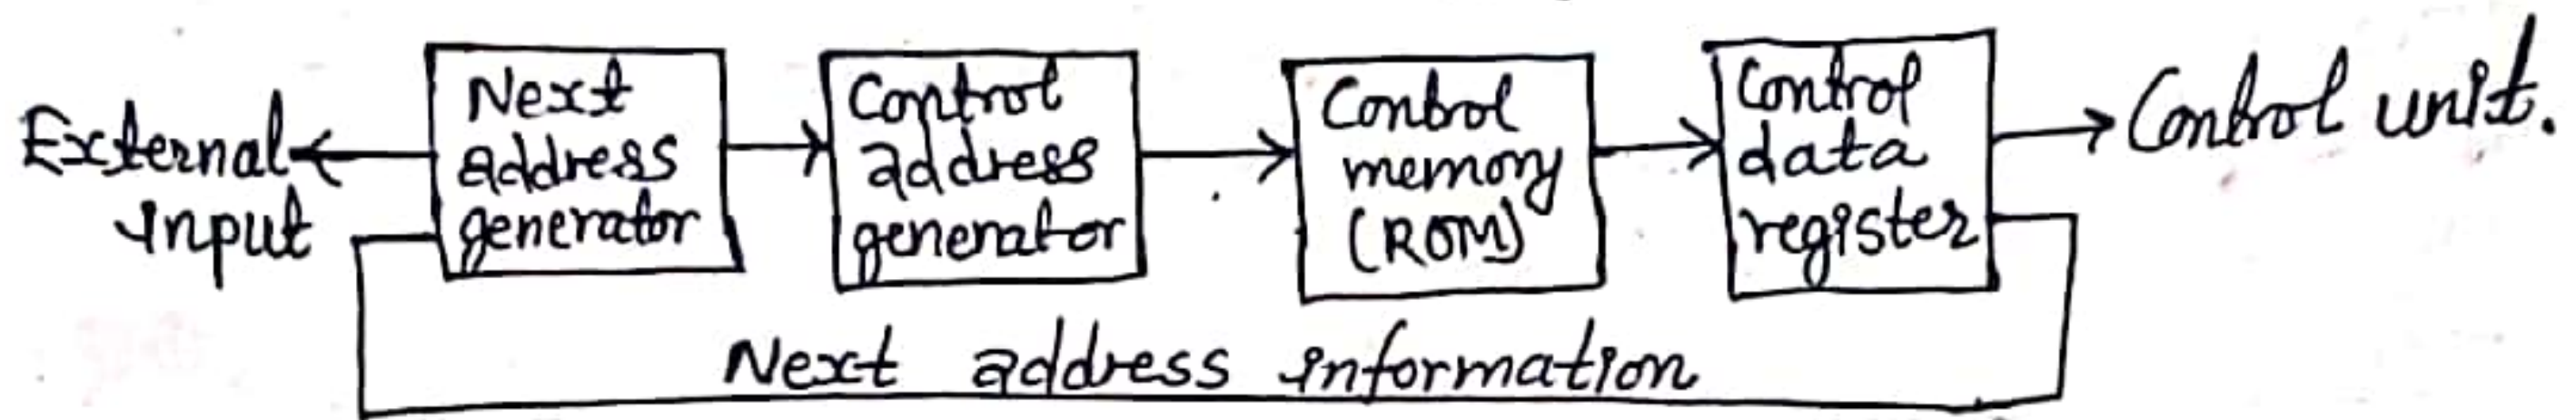 External
input
Next
address
generator
Control
address
generator
Control
memory
(ROM)
Control
data
register
Control unit.
Next address information